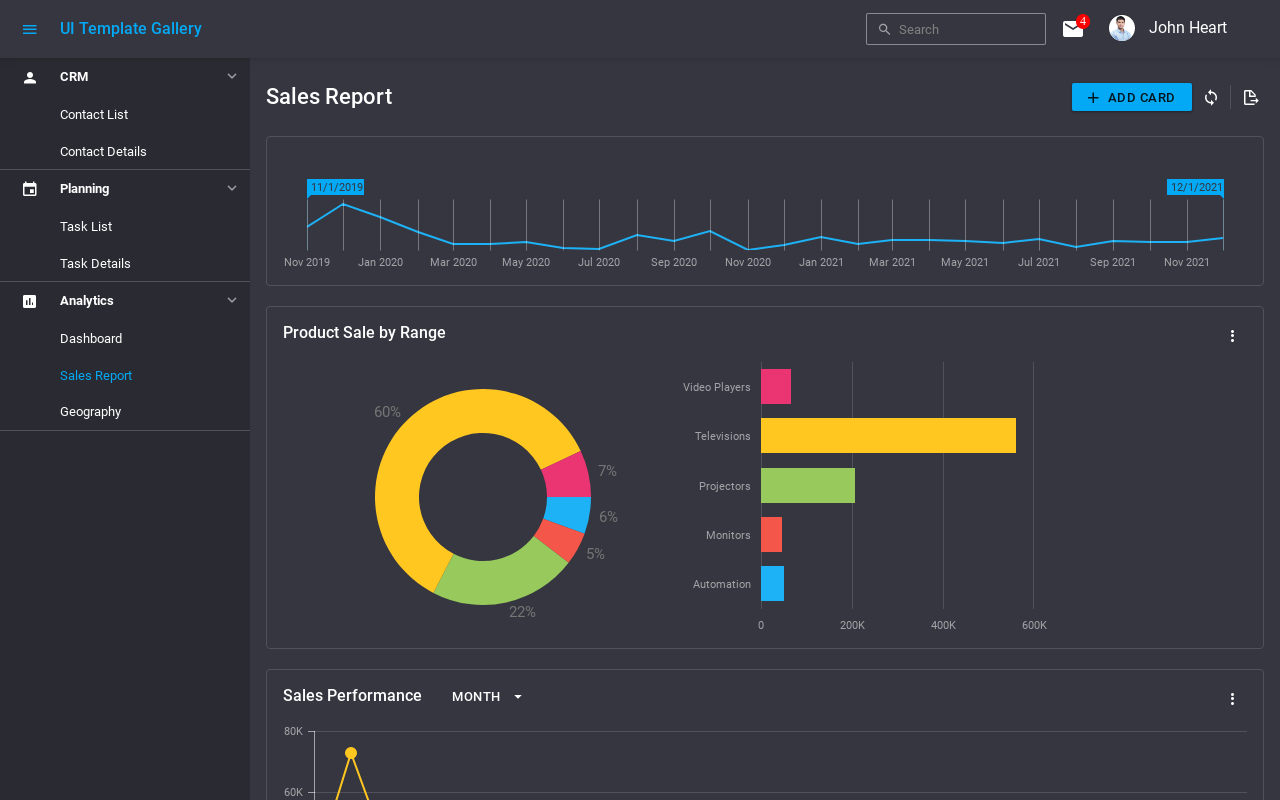 UI Template Gallery
Search
4
John Heart
CRM
Contact List
Contact Details
Planning
Task List
Task Details
Analytics
Dashboard
Sales Report
Geography
Sales Report
ADD CARD
11/1/2019
12/1/2021
Nov 2019 Jan 2020 Mar 2020 May 2020 Jul 2020 Sep 2020 Nov 2020 Jan 2021 Mar 2021 May 2021 Jul 2021 Sep 2021 Nov 2021
Product Sale by Range
60%
7%
6%
5%
22%
Video Players
Televisions
Projectors
Monitors
Automation
0 200K 400K 600K
Sales Performance
MONTH
80K
60K